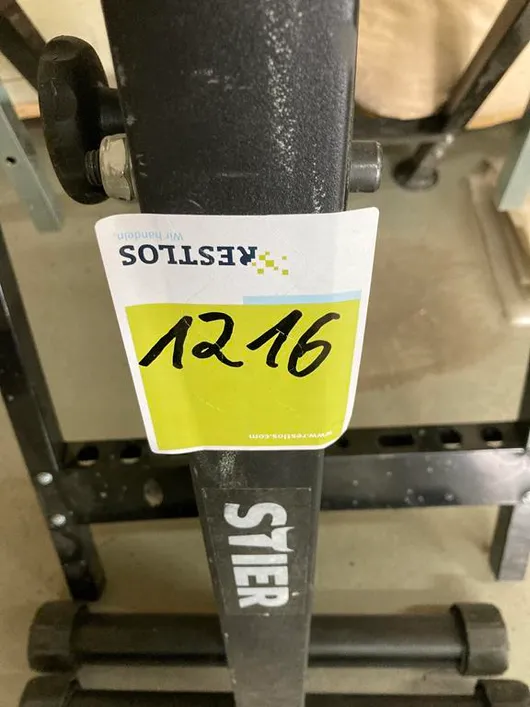 Wir handeln.
RESTLOS
1216
www.restlos.com
STIER